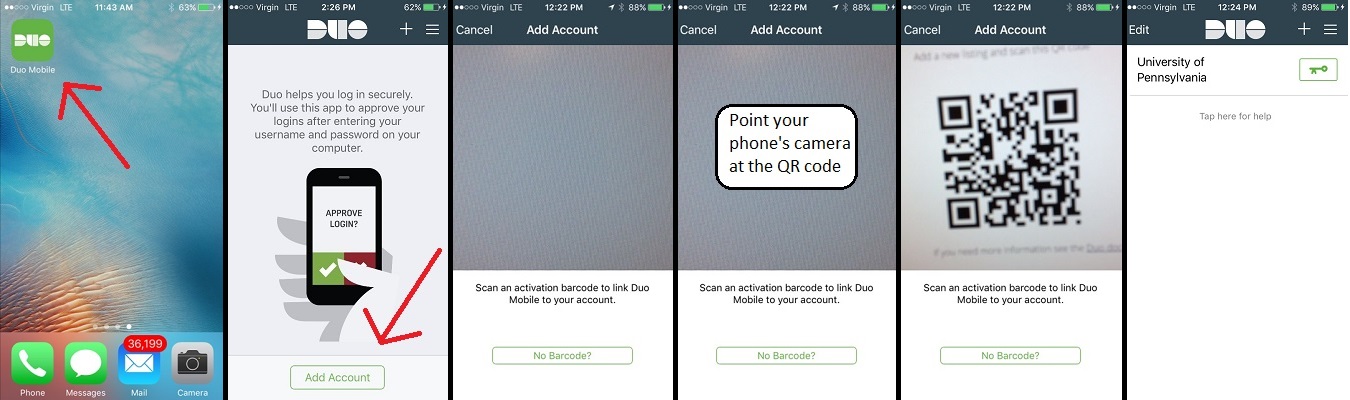 Virgin LTE 11:43 AM 63%
DUO
Duo Mobile
36,199
Phone Messages Mail Camera
Virgin LTE 2:26 PM 62%
DUO
Duo helps you log in securely.
You'll use this app to approve your
logins after entering your
username and password on your
computer.
APPROVE
LOGIN?
Add Account
Virgin LTE 12:22 PM 88%
Cancel Add Account
Scan an activation barcode to link Duo
Mobile to your account.
No Barcode?
Virgin LTE 12:22 PM 88%
Cancel Add Account
Point your
phone's camera
at the QR code
Scan an activation barcode to link Duo
Mobile to your account.
No Barcode?
Virgin LTE 12:22 PM 88%
Cancel Add Account
Add a new listing and scan this QR code
if you need more information see the Duo
Scan an activation barcode to link Duo
Mobile to your account.
No Barcode?
Virgin LTE 12:24 PM 89%
Edit DUO
University of
Pennsylvania
Tap here for help